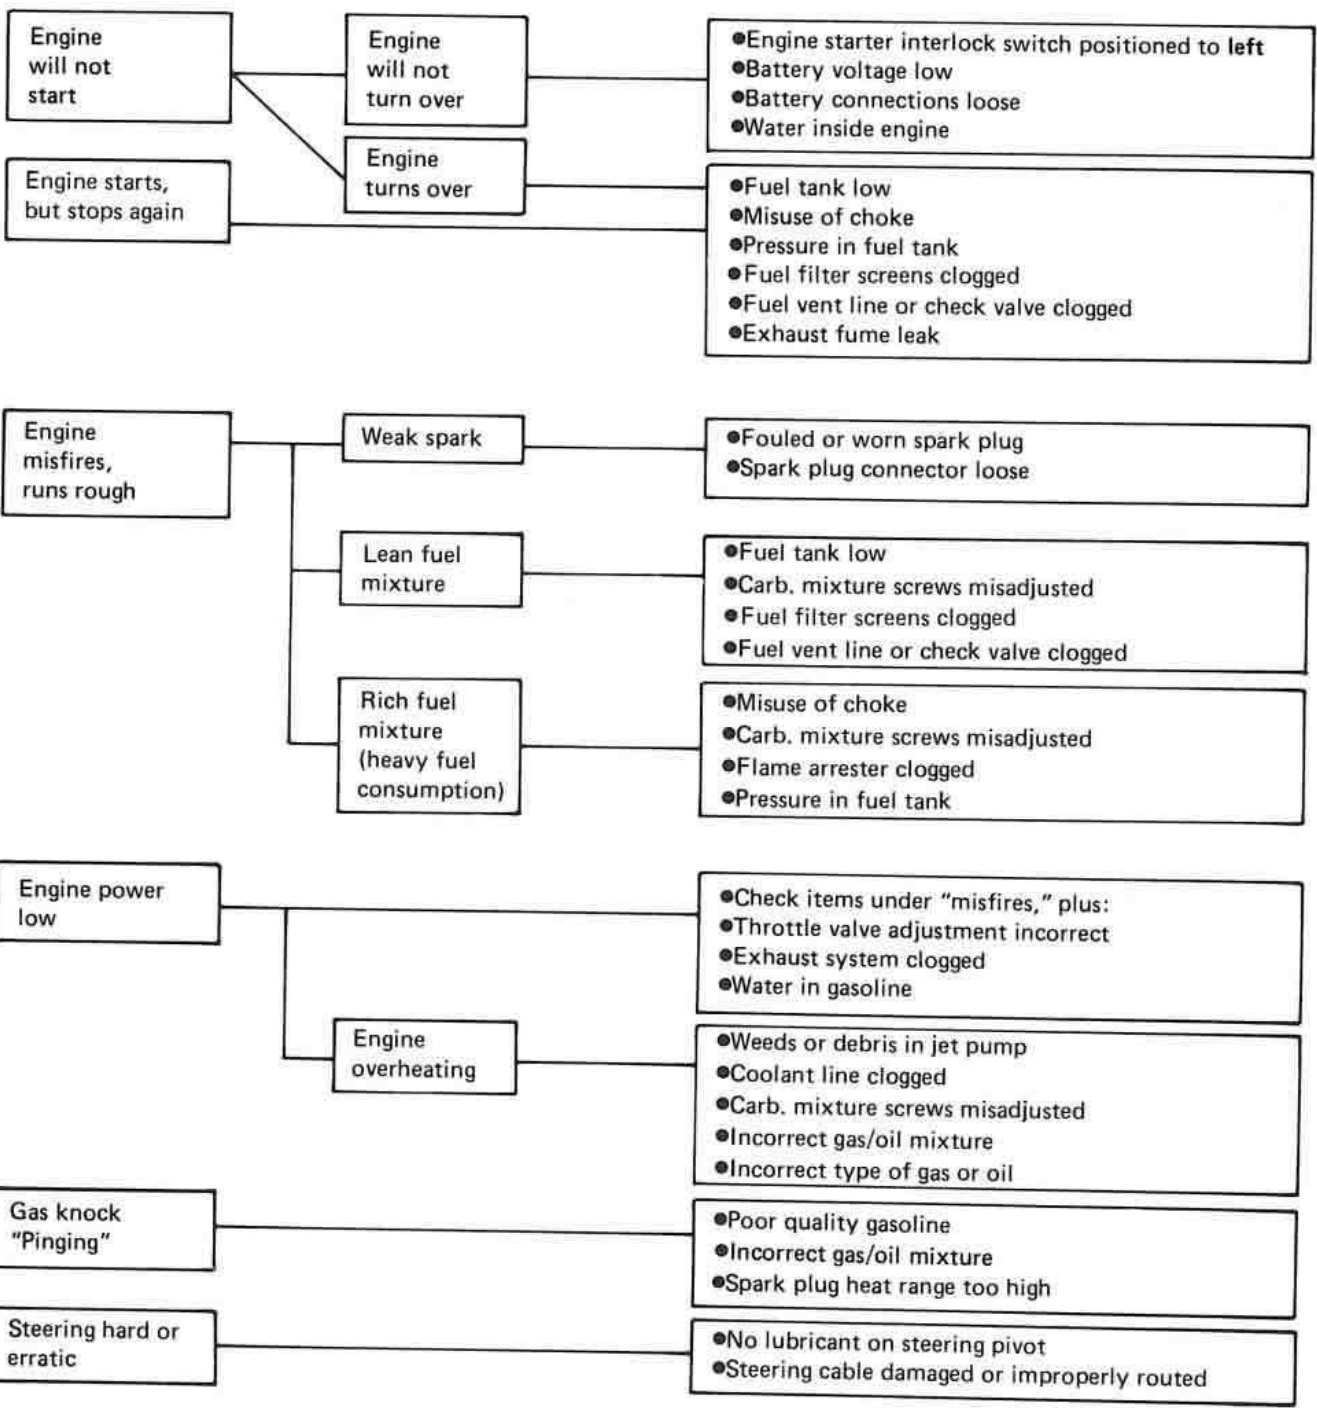 Engine
will not
start
Engine
will not
turn over
●Engine starter interlock switch positioned to left
●Battery voltage low
●Battery connections loose
●Water inside engine
Engine
turns over
Engine starts,
but stops again
●Fuel tank low
●Misuse of choke
●Pressure in fuel tank
●Fuel filter screens clogged
●Fuel vent line or check valve clogged
●Exhaust fume leak
Engine
misfires,
runs rough
Weak spark
●Fouled or worn spark plug
●Spark plug connector loose
Lean fuel
mixture
●Fuel tank low
●Carb. mixture screws misadjusted
●Fuel filter screens clogged
●Fuel vent line or check valve clogged
Rich fuel
mixture
(heavy fuel
consumption)
●Misuse of choke
●Carb. mixture screws misadjusted
●Flame arrester clogged
●Pressure in fuel tank
Engine power
low
●Check items under "misfires," plus:
●Throttle valve adjustment incorrect
●Exhaust system clogged
●Water in gasoline
Engine
overheating
●Weeds or debris in jet pump
●Coolant line clogged
●Carb. mixture screws misadjusted
●Incorrect gas/oil mixture
●Incorrect type of gas or oil
Gas knock
"Pinging"
●Poor quality gasoline
●Incorrect gas/oil mixture
●Spark plug heat range too high
Steering hard or
erratic
●No lubricant on steering pivot
●Steering cable damaged or improperly routed